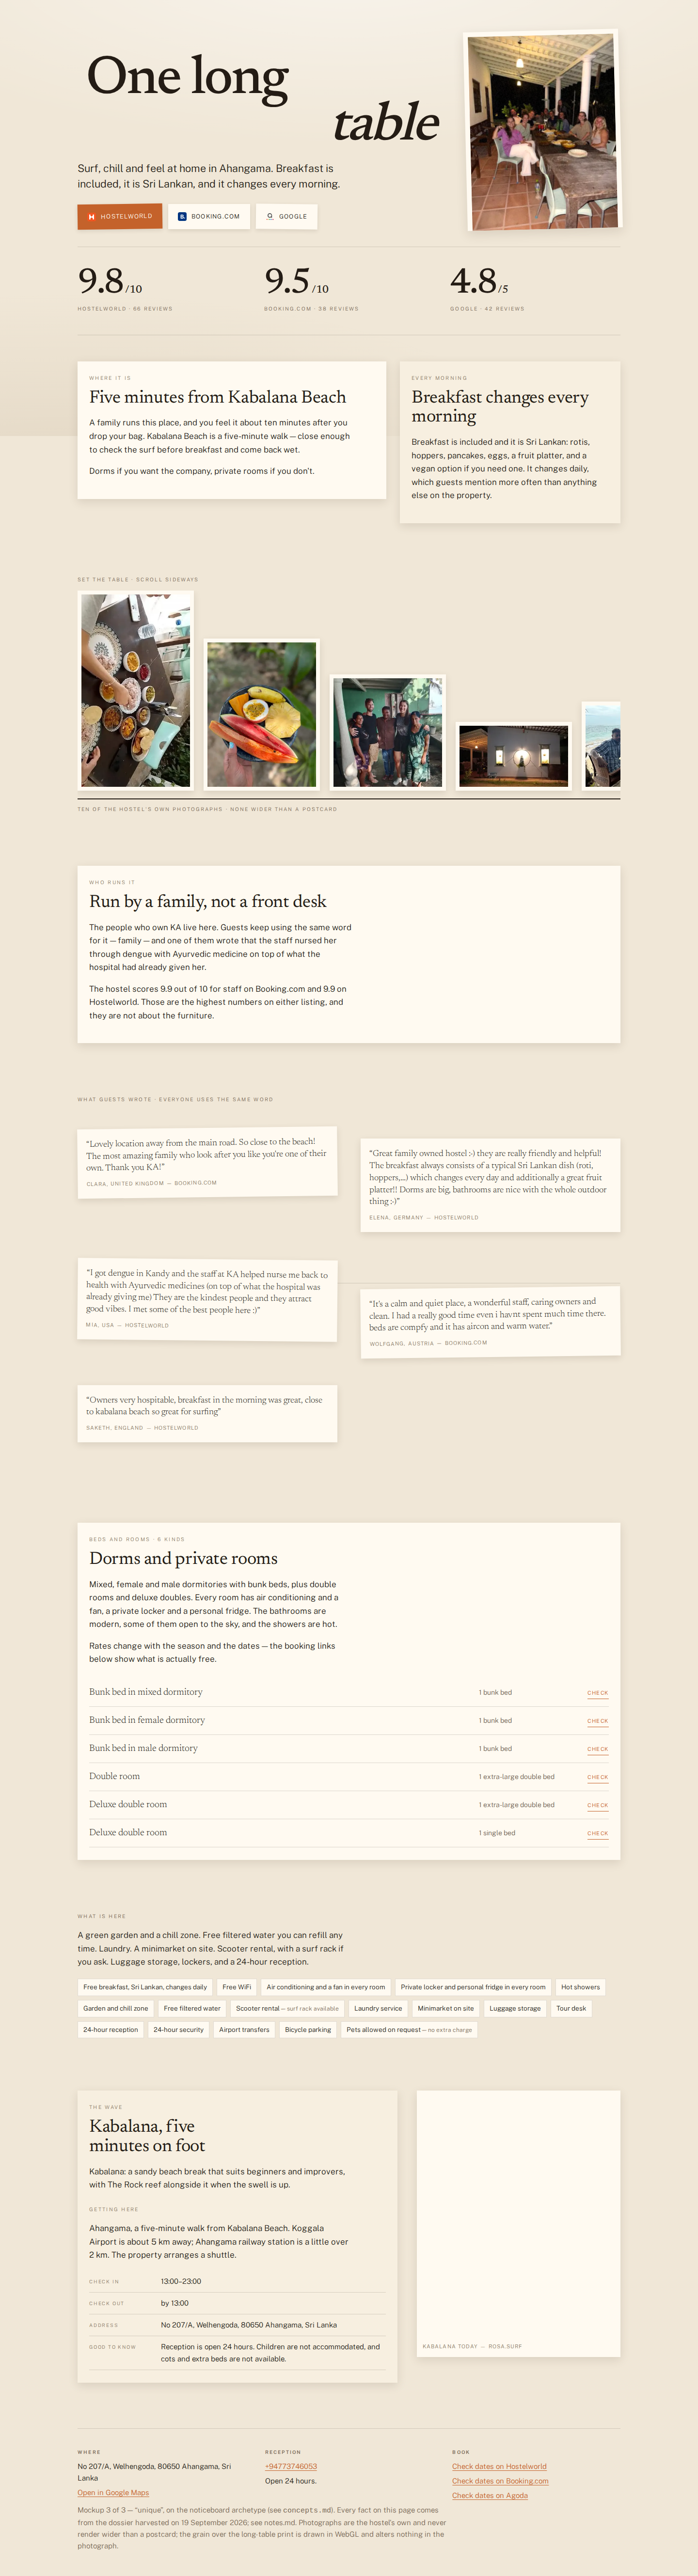 One long
table
Surf, chill and feel at home in Ahangama. Breakfast is
included, it is Sri Lankan, and it changes every morning.
H HOSTELWORLD
B. BOOKING.COM
GOOGLE
9.8/10
HOSTELWORLD · 86 REVIEWS
9.5/10
BOOKING.COM · 38 REVIEWS
4.8/5
GOOGLE · 42 REVIEWS
WHERE IT IS
Five minutes from Kabalana Beach
A family runs this place, and you feel it about ten minutes after you
drop your bag. Kabalana Beach is a five-minute walk — close enough
to check the surf before breakfast and come back wet.
Dorms if you want the company, private rooms if you don't.
EVERY MORNING
Breakfast changes every
morning
Breakfast is included and it is Sri Lankan: rotis,
hoppers, pancakes, eggs, a fruit platter, and a
vegan option if you need one. It changes daily,
which guests mention more often than anything
else on the property.
SET THE TABLE · SCROLL SIDEWAYS
TEN OF THE HOSTEL'S OWN PHOTOGRAPHS · NONE WIDER THAN A POSTCARD
WHO RUNS IT
Run by a family, not a front desk
The people who own KA live here. Guests keep using the same word
for it — family — and one of them wrote that the staff nursed her
through dengue with Ayurvedic medicine on top of what the
hospital had already given her.
The hostel scores 9.9 out of 10 for staff on Booking.com and 9.9 on
Hostelworld. Those are the highest numbers on either listing, and
they are not about the furniture.
WHAT GUESTS WROTE · EVERYONE USES THE SAME WORD
“Lovely location away from the main road. So close to the beach!
The most amazing family who look after you like you're one of their
own. Thank you KA!”
CLARA, UNITED KINGDOM — BOOKING.COM
“Great family owned hostel :-) they are really friendly and helpful!
The breakfast always consists of a typical Sri Lankan dish (roti,
hoppers,...) which changes every day and additionally a great fruit
platter!! Dorms are big, bathrooms are nice with the whole outdoor
thing :-)”
ELENA, GERMANY — HOSTELWORLD
“I got dengue in Kandy and the staff at KA helped nurse me back to
health with Ayurvedic medicines (on top of what the hospital was
already giving me) They are the kindest people and they attract
good vibes. I met some of the best people here :)”
MIA, USA — HOSTELWORLD
“It's a calm and quiet place, a wonderful staff, caring owners and
clean. I had a really good time even i havnt spent much time there.
beds are compfy and it has aircon and warm water.”
WOLFGANG, AUSTRIA — BOOKING.COM
“Owners very hospitable, breakfast in the morning was great, close
to kabalana beach so great for surfing”
SAKETH, ENGLAND — HOSTELWORLD
BEDS AND ROOMS · 6 KINDS
Dorms and private rooms
Mixed, female and male dormitories with bunk beds, plus double
rooms and deluxe doubles. Every room has air conditioning and a
fan, a private locker and a personal fridge. The bathrooms are
modern, some of them open to the sky, and the showers are hot.
Rates change with the season and the dates — the booking links
below show what is actually free.
Bunk bed in mixed dormitory 1 bunk bed CHECK
Bunk bed in female dormitory 1 bunk bed CHECK
Bunk bed in male dormitory 1 bunk bed CHECK
Double room 1 extra-large double bed CHECK
Deluxe double room 1 extra-large double bed CHECK
Deluxe double room 1 single bed CHECK
WHAT IS HERE
A green garden and a chill zone. Free filtered water you can refill any
time. Laundry. A minimarket on site. Scooter rental, with a surf rack if
you ask. Luggage storage, lockers, and a 24-hour reception.
Free breakfast, Sri Lankan, changes daily Free WiFi Air conditioning and a fan in every room Private locker and personal fridge in every room Hot showers
Garden and chill zone Free filtered water Scooter rental — surf rack available Laundry service Minimarket on site Luggage storage Tour desk
24-hour reception 24-hour security Airport transfers Bicycle parking Pets allowed on request — no extra charge
THE WAVE
Kabalana, five
minutes on foot
Kabalana: a sandy beach break that suits beginners and improvers,
with The Rock reef alongside it when the swell is up.
GETTING HERE
Ahangama, a five-minute walk from Kabalana Beach. Koggala
Airport is about 5 km away; Ahangama railway station is a little over
2 km. The property arranges a shuttle.
CHECK IN 13:00–23:00
CHECK OUT by 13:00
ADDRESS No 207/A, Welhengoda, 80650 Ahangama, Sri Lanka
GOOD TO KNOW Reception is open 24 hours. Children are not accommodated, and
cots and extra beds are not available.
KABALANA TODAY — ROSA.SURF
WHERE
No 207/A, Welhengoda, 80650 Ahangama, Sri
Lanka
Open in Google Maps
RECEPTION
+94773746053
Open 24 hours.
BOOK
Check dates on Hostelworld
Check dates on Booking.com
Check dates on Agoda
Mockup 3 of 3 — “unique”, on the noticeboard archetype (see concepts.md). Every fact on this page comes
from the dossier harvested on 19 September 2026; see notes.md. Photographs are the hostel's own and never
render wider than a postcard; the grain over the long-table print is drawn in WebGL and alters nothing in the
photograph.